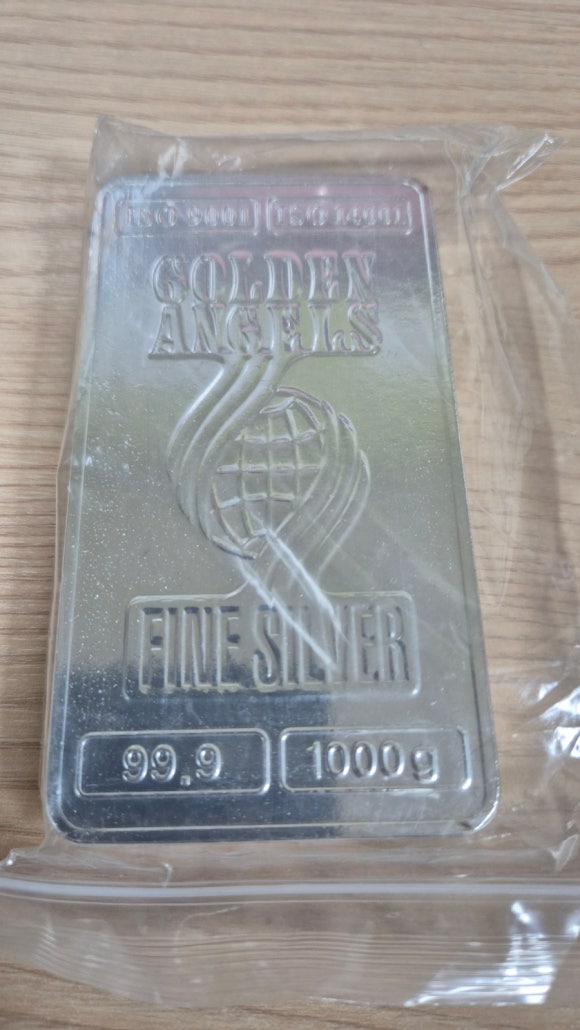 ISO 9001 ISO 14001
GOLDEN
ANGELS
FINE SILVER
99,9 1000g